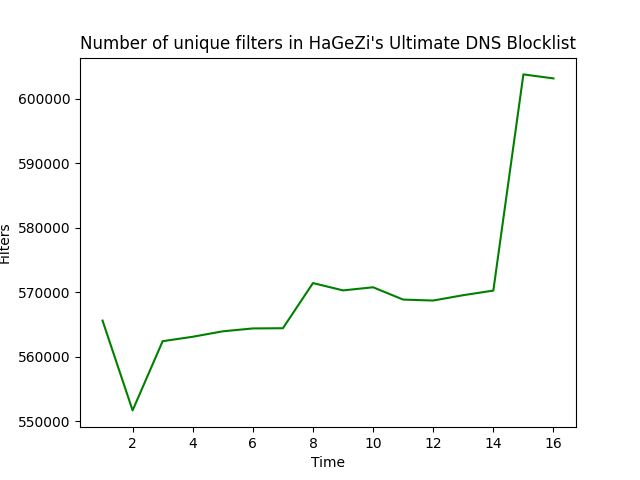 Number of unique filters in HaGeZi's Ultimate DNS Blocklist
600000
590000
580000
570000
560000
550000
Filters
2 4 6 8 10 12 14 16
Time